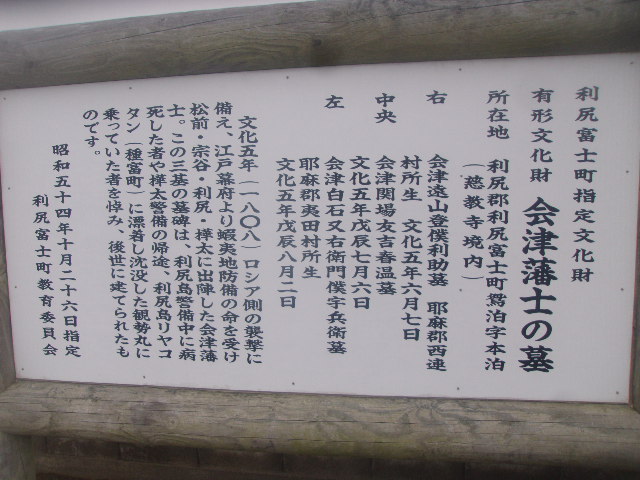 利尻富士町指定文化財
有形文化財　会津藩士の墓
所在地　利尻郡利尻富士町鴛泊字本泊
（慈教寺境内）
右　会津遠山登僕利助墓　耶麻郡西連
村所生　文化五年六月七日
中央　会津関場友吉春温墓
文化五年戊辰七月六日
左　会津白石又右衛門僕宇兵衛墓
耶麻郡夷田村所生
文化五年戊辰八月二日
文化五年（一八〇八）ロシア側の襲撃に
備え、江戸幕府より蝦夷地防備の命を受け
松前・宗谷・利尻・樺太に出陣した会津藩
士。この三基の墓碑は、利尻島警備中に病
死した者や樺太警備の帰途、利尻島リヤコ
タン（種富町）に漂着し沈没した観勢丸に
乗っていた者を悼み、後世に建てられたも
のです。
昭和五十四年十月二十六日指定
利尻富士町教育委員会